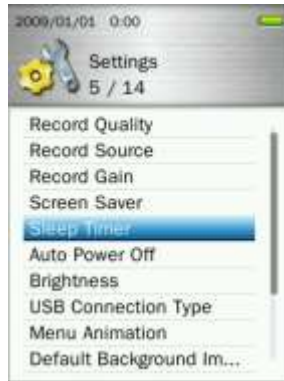 2009/01/01 0:00
Settings
5 / 14
Record Quality
Record Source
Record Gain
Screen Saver
Sleep Timer
Auto Power Off
Brightness
USB Connection Type
Menu Animation
Default Background Im...